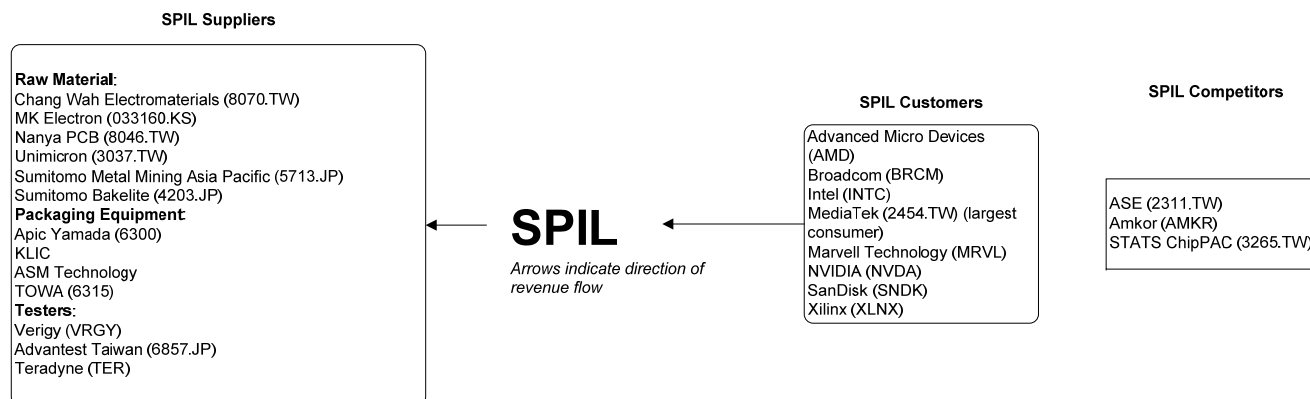 SPIL Suppliers
Raw Material:
Chang Wah Electromaterials (8070.TW)
MK Electron (033160.KS)
Nanya PCB (8046.TW)
Unimicron (3037.TW)
Sumitomo Metal Mining Asia Pacific (5713.JP)
Sumitomo Bakelite (4203.JP)
Packaging Equipment:
Apic Yamada (6300)
KLIC
ASM Technology
TOWA (6315)
Testers:
Verigy (VRGY)
Advantest Taiwan (6857.JP)
Teradyne (TER)
SPIL
Arrows indicate direction of
revenue flow
SPIL Customers
Advanced Micro Devices
(AMD)
Broadcom (BRCM)
Intel (INTC)
MediaTek (2454.TW) (largest
consumer)
Marvell Technology (MRVL)
NVIDIA (NVDA)
SanDisk (SNDK)
Xilinx (XLNX)
SPIL Competitors
ASE (2311.TW)
Amkor (AMKR)
STATS ChipPAC (3265.TW)